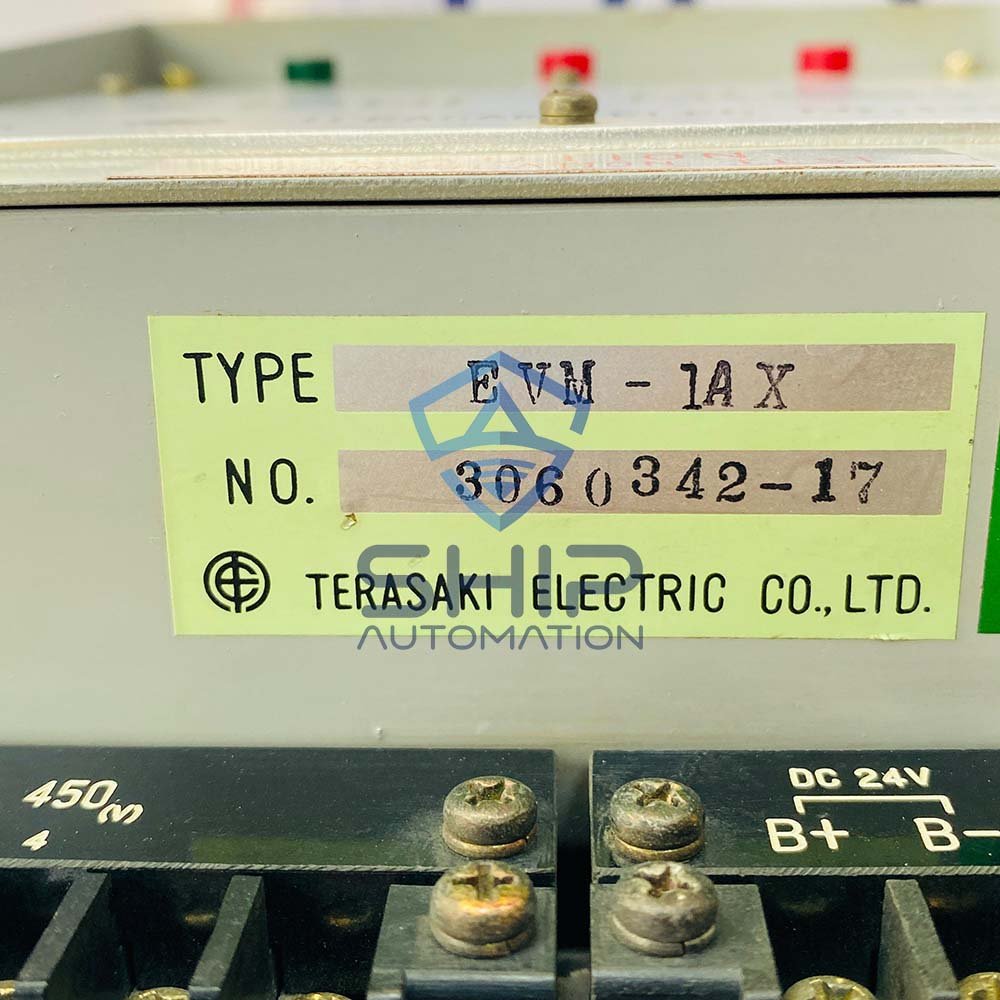 TYPE EVM-1AX
NO. 3060342-17
TERASAKI ELECTRIC CO., LTD.
SHIP
AUTOMATION
450(V)
4
DC 24V
B+ B-